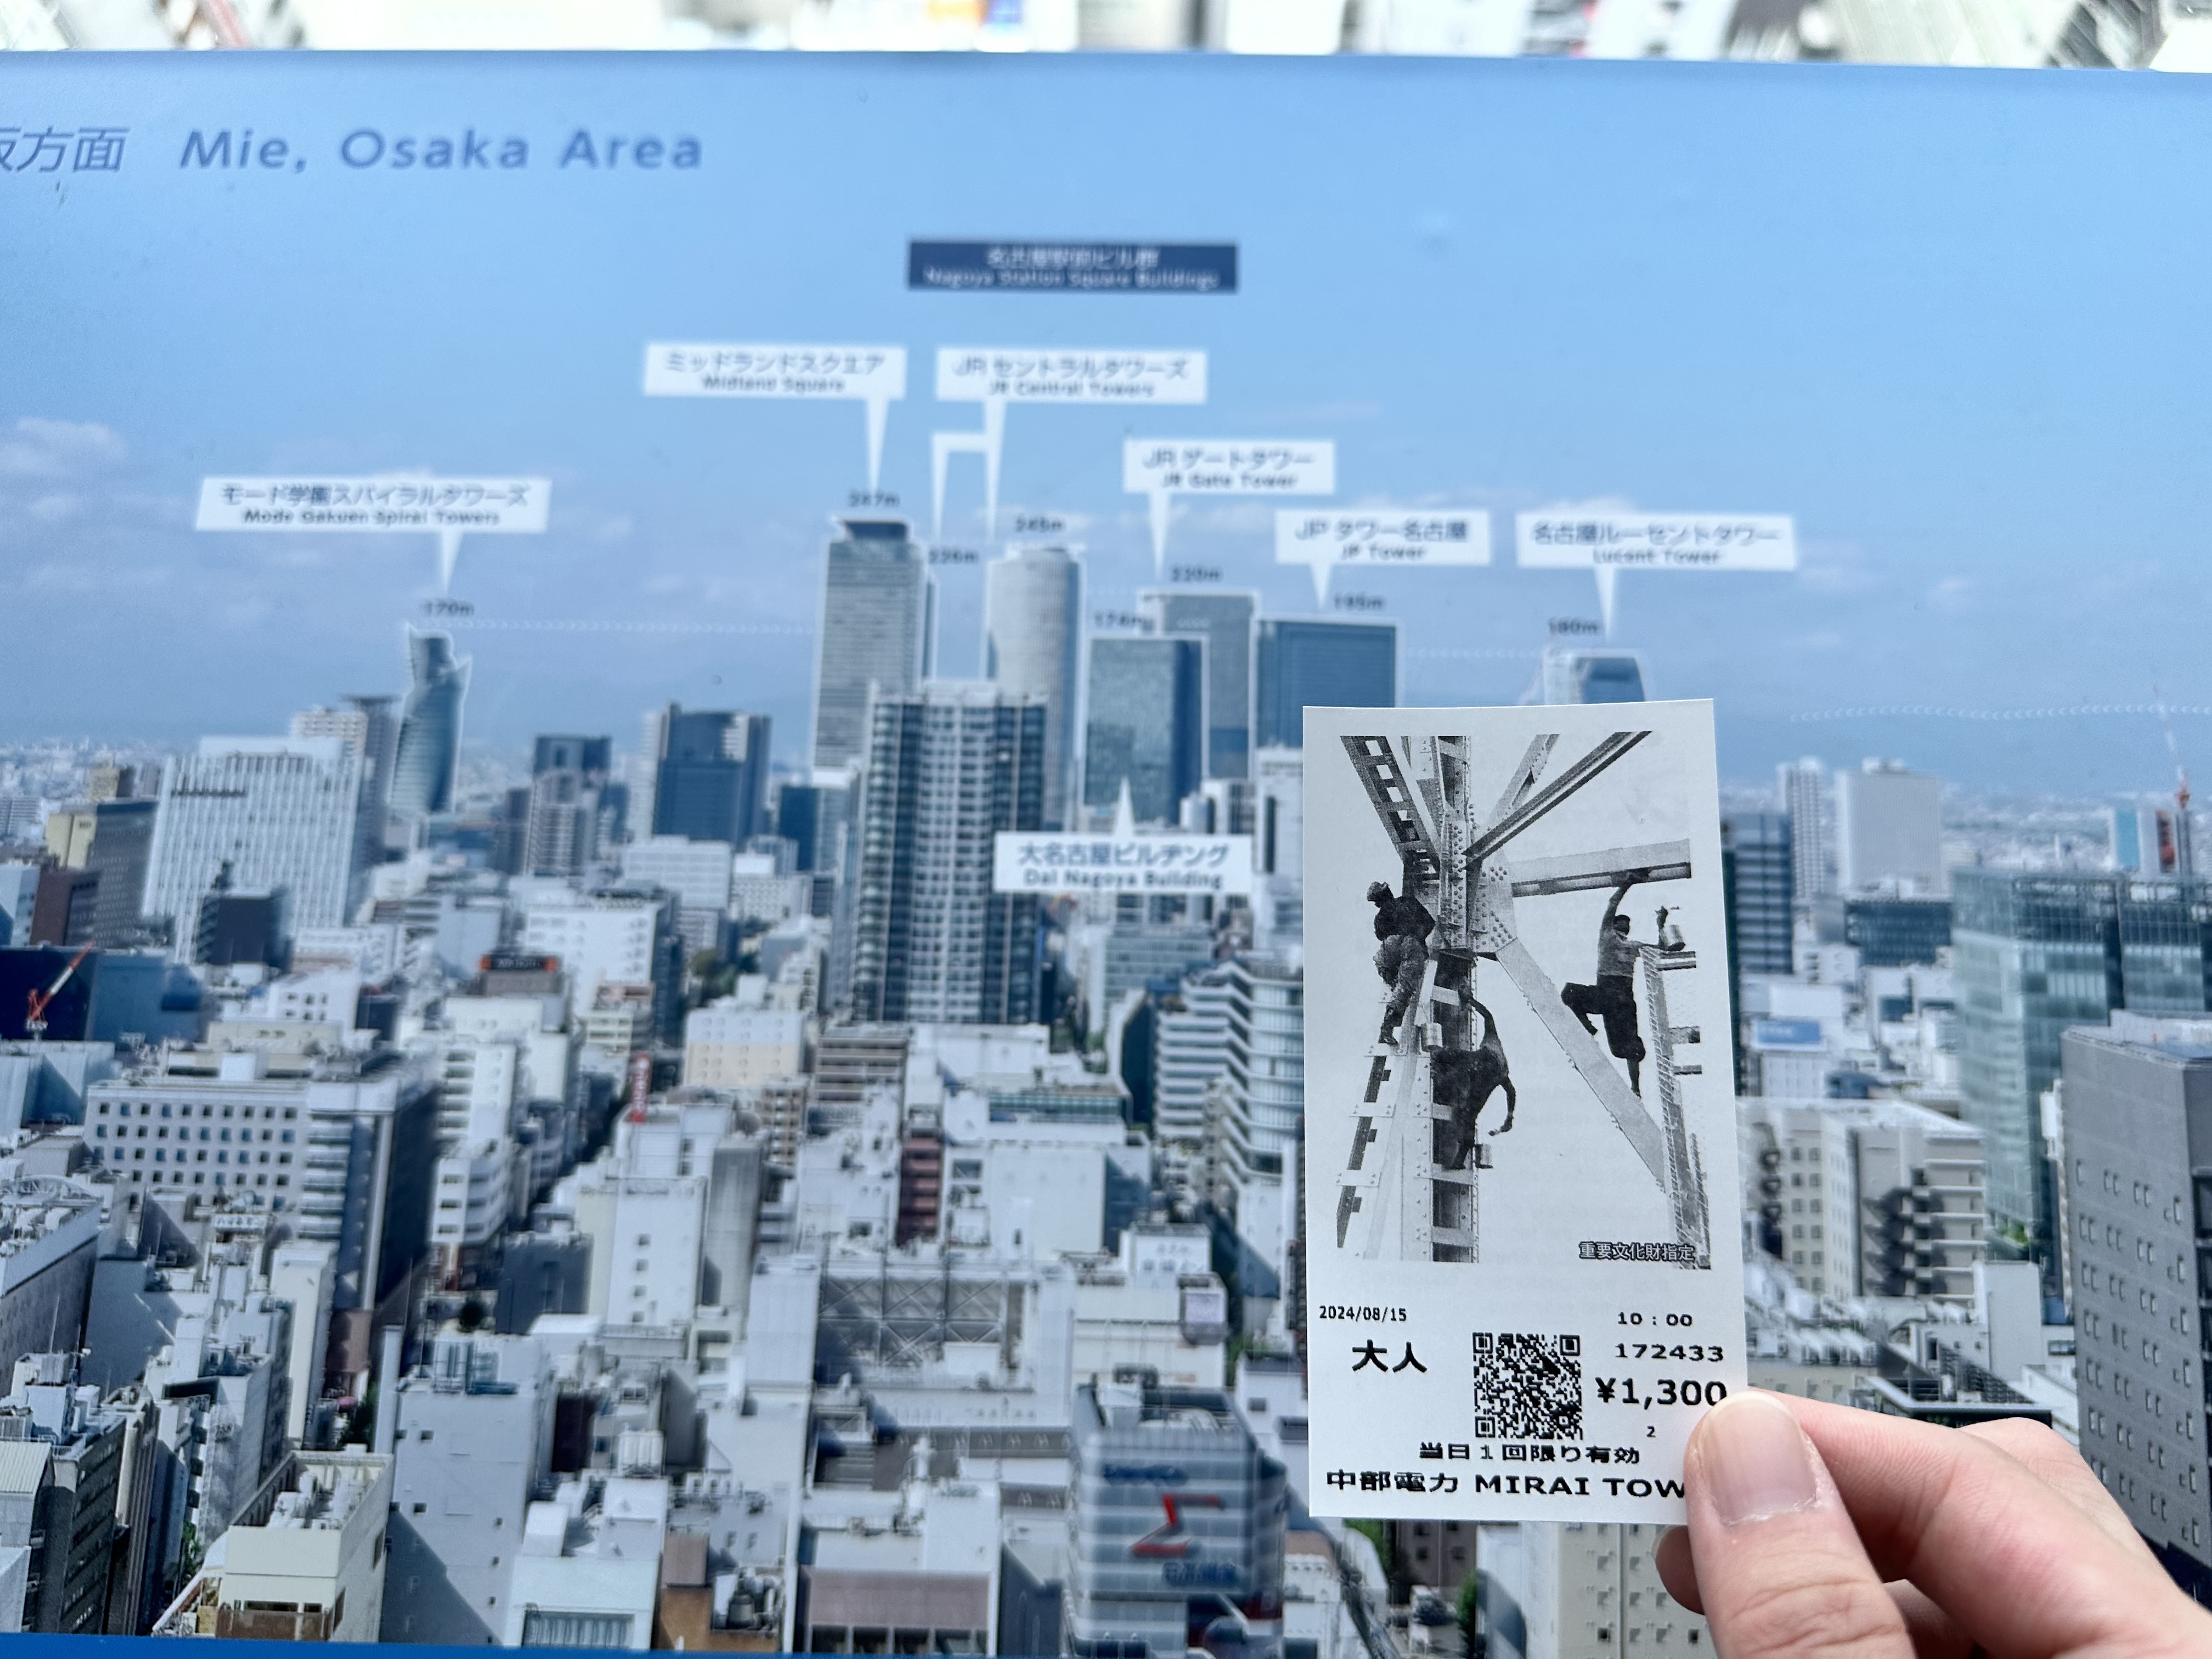 阪方面 Mie, Osaka Area
名古屋駅前ビル群
Nagoya Station Square Buildings
ミッドランドスクエア
Midland Square
JRセントラルタワーズ
JR Central Towers
JRゲートタワー
JR Gate Tower
モード学園スパイラルタワーズ
Mode Gakuen Spiral Towers
JPタワー名古屋
JP Tower
名古屋ルーセントタワー
Lucent Tower
247m
245m
226m
220m
195m
170m
174m
180m
大名古屋ビルヂング
Dai Nagoya Building
重要文化財指定
2024/08/15
10:00
大人
172433
¥1,300
2
当日1回限り有効
中部電力 MIRAI TOW